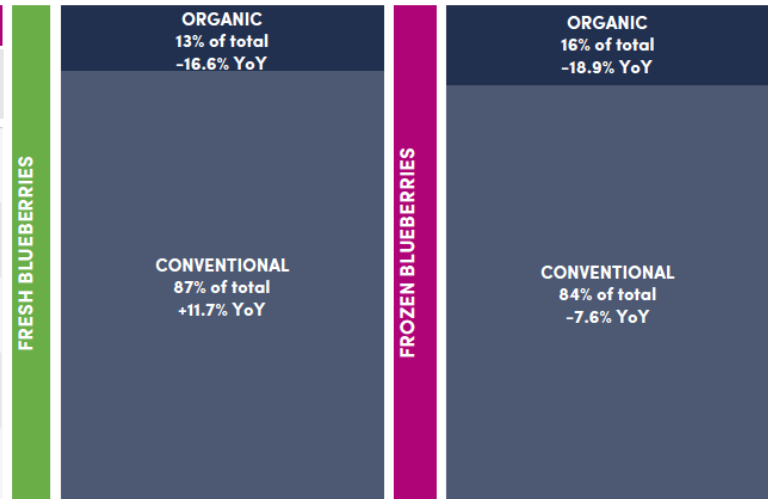 FRESH BLUEBERRIES
ORGANIC
13% of total
-16.6% YoY
CONVENTIONAL
87% of total
+11.7% YoY
FROZEN BLUEBERRIES
ORGANIC
16% of total
-18.9% YoY
CONVENTIONAL
84% of total
-7.6% YoY